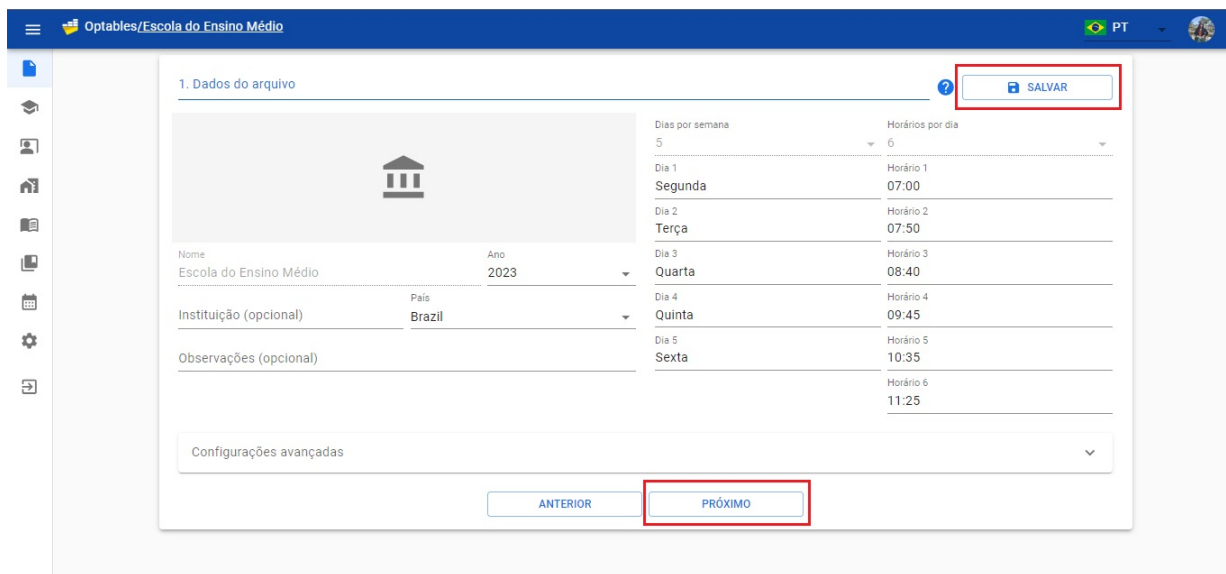 Optables/Escola do Ensino Médio
PT
1. Dados do arquivo
?
SALVAR
Dias por semana
Horários por dia
5
6
Dia 1
Horário 1
Segunda
07:00
Dia 2
Horário 2
Terça
07:50
Nome
Ano
Dia 3
Horário 3
Escola do Ensino Médio
2023
Quarta
08:40
País
Dia 4
Horário 4
Instituição (opcional)
Brazil
Quinta
09:45
Dia 5
Horário 5
Observações (opcional)
Sexta
10:35
Horário 6
11:25
Configurações avançadas
ANTERIOR
PRÓXIMO